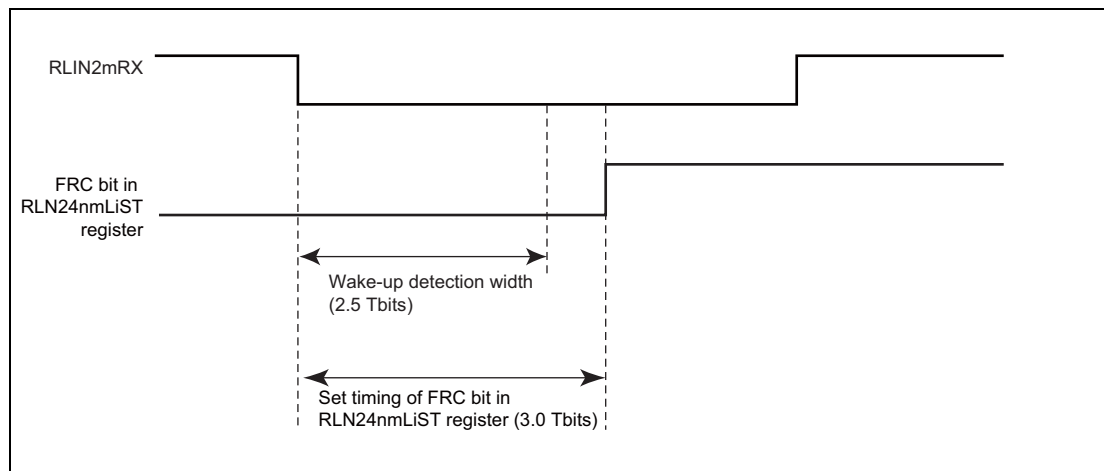 RLIN2mRX
FRC bit in
RLN24nmLiST
register
Wake-up detection width
(2.5 Tbits)
Set timing of FRC bit in
RLN24nmLiST register (3.0 Tbits)